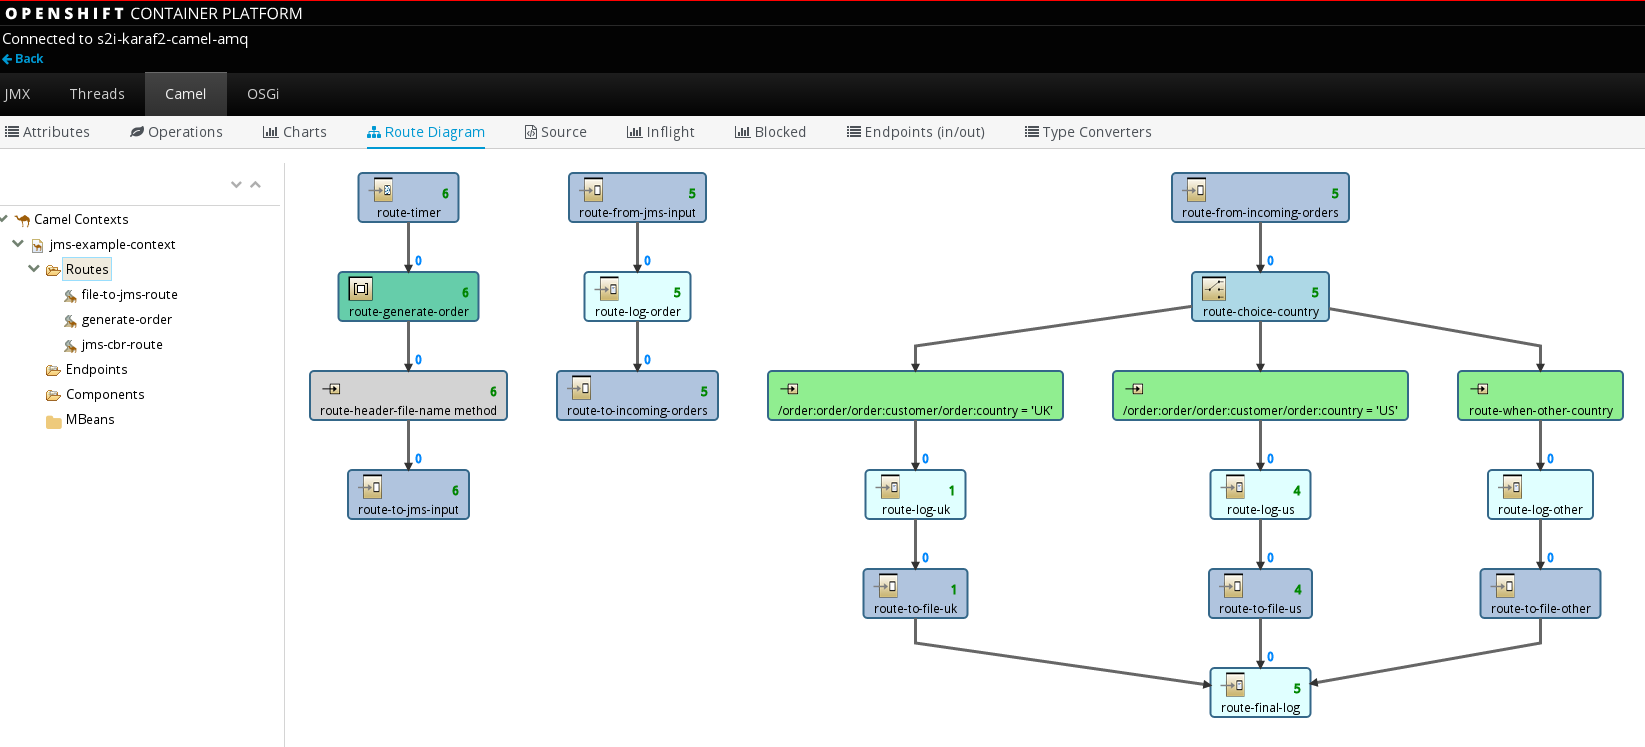 OPENSHIFT CONTAINER PLATFORM
Connected to s2i-karaf2-camel-amq
Back
JMX Threads Camel OSGi
Attributes Operations Charts Route Diagram Source Inflight Blocked Endpoints (in/out) Type Converters
Camel Contexts
jms-example-context
Routes
file-to-jms-route
generate-order
jms-cbr-route
Endpoints
Components
MBeans
6
route-timer
0
6
route-generate-order
0
6
route-header-file-name method
0
6
route-to-jms-input
5
route-from-jms-input
0
5
route-log-order
0
5
route-to-incoming-orders
5
route-from-incoming-orders
0
5
route-choice-country
/order:order/order:customer/order:country = 'UK'
0
1
route-log-uk
0
1
route-to-file-uk
/order:order/order:customer/order:country = 'US'
0
4
route-log-us
0
4
route-to-file-us
0
route-when-other-country
0
route-log-other
0
route-to-file-other
5
route-final-log